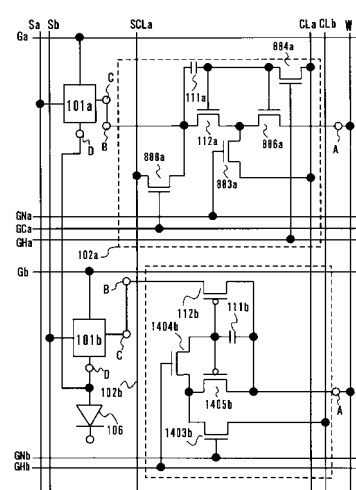 Sa Sb SCLa CLa CLb W
Ga
884a
C
111a
101a
B
112a
886a
A
D
888a
883a
GNa
GCa
GHa
102a
Gb
B
112b
111b
1404b
101b
C
D
102b
1405b
A
106
1403b
GNb
GHb